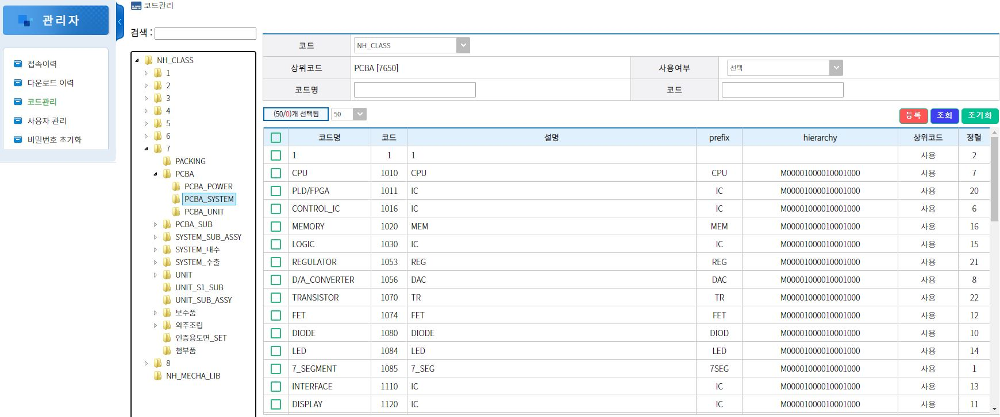 관리자
접속이력
다운로드 이력
코드관리
사용자 관리
비밀번호 초기화
코드관리
검색 :
NH_CLASS
1
2
3
4
5
6
7
PACKING
PCBA
PCBA_POWER
PCBA_SYSTEM
PCBA_UNIT
PCBA_SUB
SYSTEM_SUB_ASSY
SYSTEM_내수
SYSTEM_수출
UNIT
UNIT_S1_SUB
UNIT_SUB_ASSY
보수품
외주조립
인증용도면_SET
첨부품
8
NH_MECHA_LIB
코드 NH_CLASS
상위코드 PCBA [7650] 사용여부 선택
코드명 코드
(50/0)개 선택됨 50 등록 조회 초기화
코드명 코드 설명 prefix hierarchy 상위코드 정렬
1 1 1 사용 2
CPU 1010 CPU CPU M00001000010001000 사용 7
PLD/FPGA 1011 IC IC M00001000010001000 사용 20
CONTROL_IC 1016 IC IC M00001000010001000 사용 6
MEMORY 1020 MEM MEM M00001000010001000 사용 16
LOGIC 1030 IC IC M00001000010001000 사용 15
REGULATOR 1053 REG REG M00001000010001000 사용 21
D/A_CONVERTER 1056 DAC DAC M00001000010001000 사용 8
TRANSISTOR 1070 TR TR M00001000010001000 사용 22
FET 1074 FET FET M00001000010001000 사용 12
DIODE 1080 DIODE DIOD M00001000010001000 사용 10
LED 1084 LED LED M00001000010001000 사용 14
7_SEGMENT 1085 7_SEG 7SEG M00001000010001000 사용 1
INTERFACE 1110 IC IC M00001000010001000 사용 13
DISPLAY 1120 IC IC M00001000010001000 사용 11